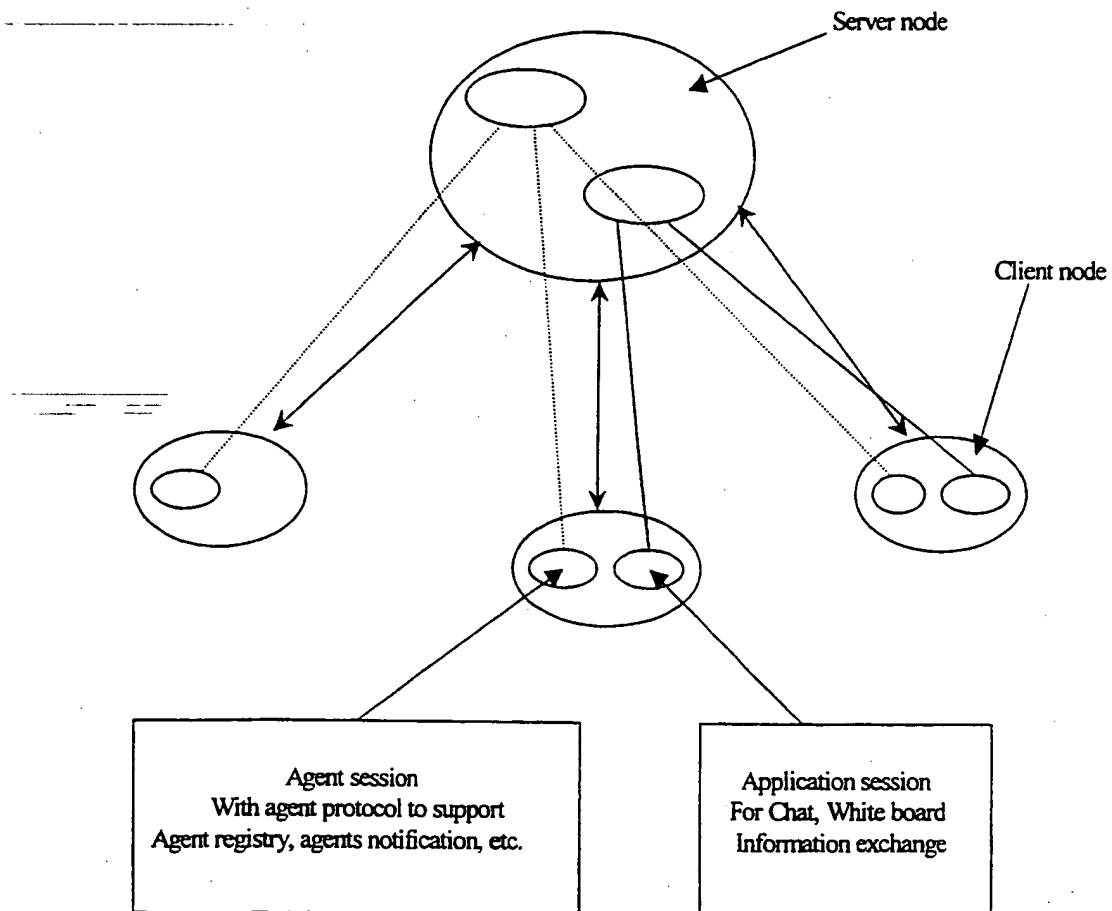 Server node
Client node
Agent session
With agent protocol to support
Agent registry, agents notification, etc.
Application session
For Chat, White board
Information exchange